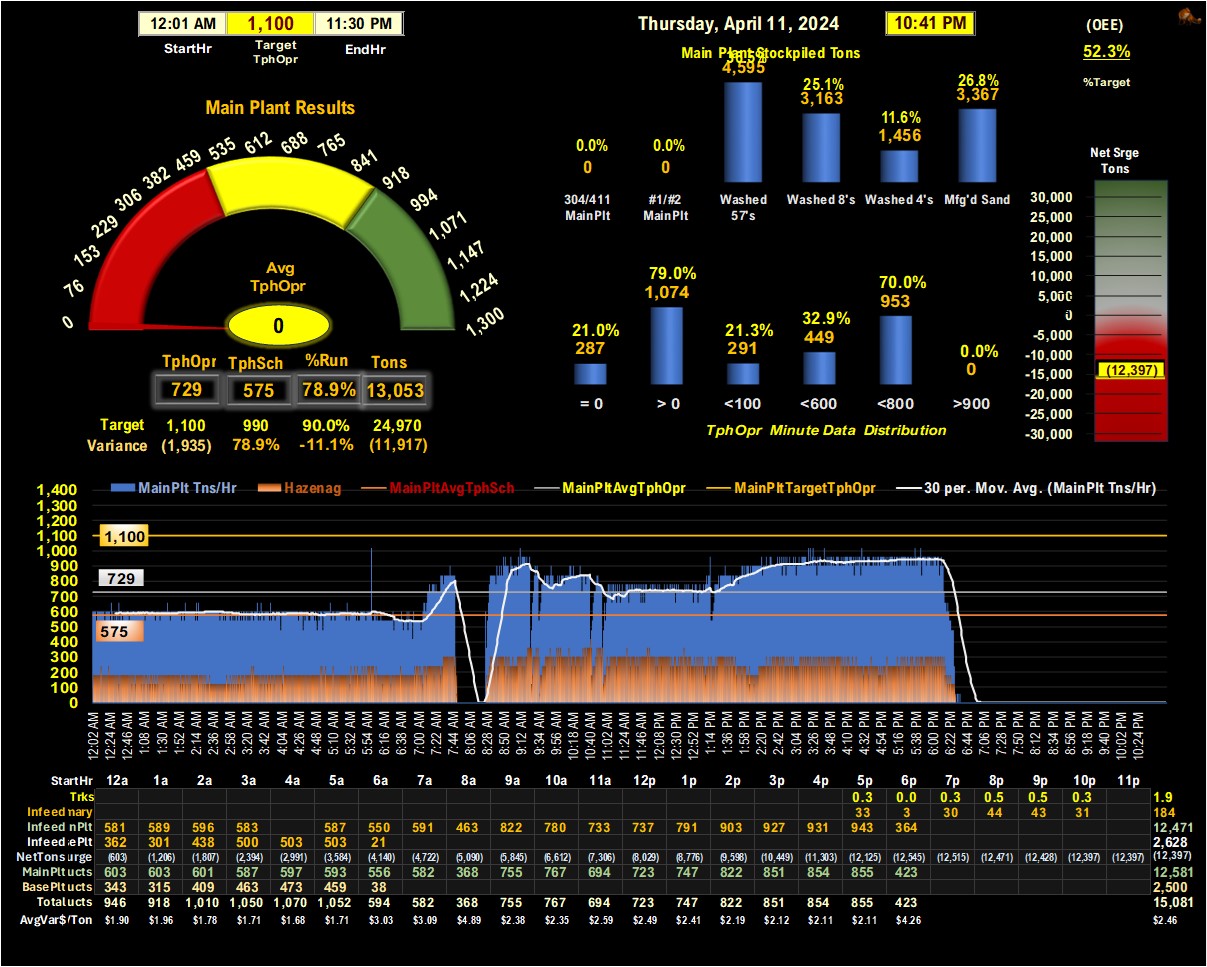 12:01 AM 1,100 11:30 PM
StartHr Target TphOpr EndHr
Thursday, April 11, 2024 10:41 PM
(OEE)
52.3%
%Target
Main Plant Results
0 76 153 229 306 382 459 535 612 688 765 841 918 994 1,071 1,147 1,224 1,300
Avg
TphOpr
0
TphOpr TphSch %Run Tons
729 575 78.9% 13,053
Target 1,100 990 90.0% 24,970
Variance (1,935) 78.9% -11.1% (11,917)
Main Plant Stockpiled Tons
4,595
25.1% 26.8%
3,163 3,367
11.6%
1,456
0.0% 0.0%
0 0
304/411 MainPlt #1/#2 MainPlt Washed 57's Washed 8's Washed 4's Mfg'd Sand
21.0% 79.0% 21.3% 32.9% 70.0% 0.0%
287 1,074 291 449 953 0
= 0 > 0 <100 <600 <800 >900
TphOpr Minute Data Distribution
Net Srge
Tons
30,000
25,000
20,000
15,000
10,000
0
-5,000
-10,000
(12,397)
-15,000
-20,000
-25,000
-30,000
MainPlt Tns/Hr Hazenag MainPltAvgTphSch MainPltAvgTphOpr MainPltTargetTphOpr 30 per. Mov. Avg. (MainPlt Tns/Hr)
1,400
1,300
1,200
1,100
1,000
900
800
700
600
500
400
300
200
100
0
1,100
729
575
12:02 AM 12:24 AM 12:46 AM 1:08 AM 1:30 AM 1:52 AM 2:14 AM 2:36 AM 2:58 AM 3:20 AM 3:42 AM 4:04 AM 4:26 AM 4:48 AM 5:10 AM 5:32 AM 5:54 AM 6:16 AM 6:38 AM 7:00 AM 7:22 AM 7:44 AM 8:06 AM 8:28 AM 8:50 AM 9:12 AM 9:34 AM 9:56 AM 10:18 AM 10:40 AM 11:02 AM 11:24 AM 11:46 AM 12:08 PM 12:30 PM 12:52 PM 1:14 PM 1:36 PM 1:58 PM 2:20 PM 2:42 PM 3:04 PM 3:26 PM 3:48 PM 4:10 PM 4:32 PM 4:54 PM 5:16 PM 5:38 PM 6:00 PM 6:22 PM 6:44 PM 7:06 PM 7:28 PM 7:50 PM 8:12 PM 8:34 PM 8:56 PM 9:18 PM 9:40 PM 10:02 PM 10:24 PM
StartHr 12a 1a 2a 3a 4a 5a 6a 7a 8a 9a 10a 11a 12p 1p 2p 3p 4p 5p 6p 7p 8p 9p 10p 11p
Trks 0.3 0.0 0.3 0.5 0.5 0.3 1.9
Infeed mary 33 3 30 44 43 31 184
Infeed nPlt 581 589 596 583 587 550 591 463 822 780 733 737 791 903 927 931 943 364 12,471
Infeed ePlt 362 301 438 500 503 503 21 2,628
NetTons urge (603) (1,206) (1,807) (2,394) (2,991) (3,584) (4,140) (4,722) (5,090) (5,845) (6,612) (7,306) (8,029) (8,776) (9,598) (10,449) (11,303) (12,125) (12,545) (12,515) (12,471) (12,428) (12,397) (12,397) (12,397)
MainPlt ucts 603 603 601 587 597 593 556 582 368 755 767 694 723 747 822 851 854 855 423 12,581
BasePlt ucts 343 315 409 463 473 459 38 2,500
Total ucts 946 918 1,010 1,050 1,070 1,052 594 582 368 755 767 694 723 747 822 851 854 855 423 15,081
AvgVar$/Ton $1.90 $1.96 $1.78 $1.71 $1.68 $1.71 $3.03 $3.09 $4.89 $2.38 $2.35 $2.59 $2.49 $2.41 $2.19 $2.12 $2.11 $2.11 $4.26 $2.46